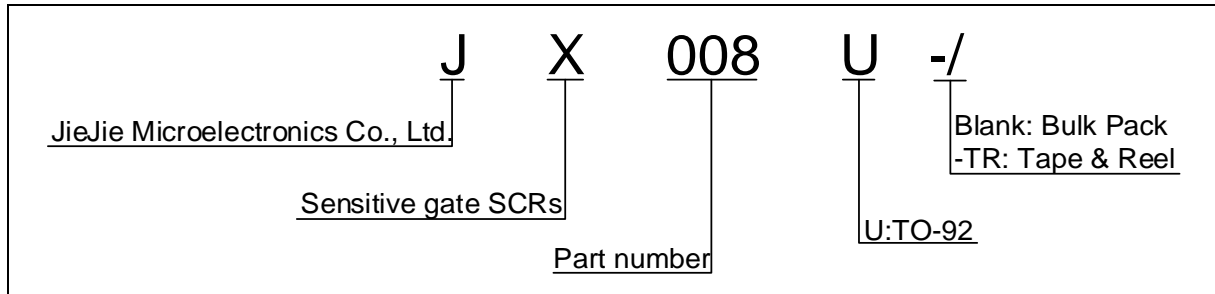 J X 008 U -/
JieJie Microelectronics Co., Ltd.
Blank: Bulk Pack
-TR: Tape & Reel
Sensitive gate SCRs
U:TO-92
Part number